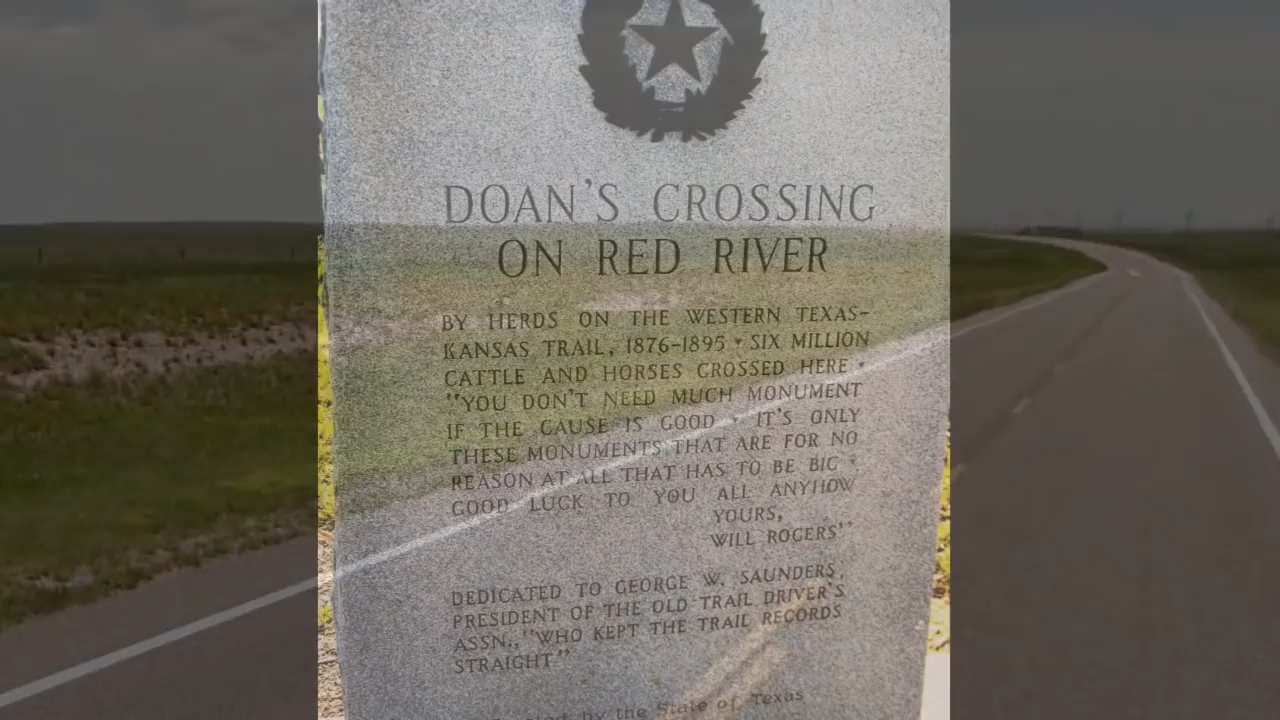 DOAN'S CROSSING
ON RED RIVER
BY HERDS ON THE WESTERN TEXAS-
KANSAS TRAIL, 1876-1895 • SIX MILLION
CATTLE AND HORSES CROSSED HERE •
"YOU DON'T NEED MUCH MONUMENT
IF THE CAUSE IS GOOD • IT'S ONLY
THESE MONUMENTS THAT ARE FOR NO
REASON AT ALL THAT HAS TO BE BIG •
GOOD LUCK TO YOU ALL ANYHOW
YOURS,
WILL ROGERS"
DEDICATED TO GEORGE W. SAUNDERS,
PRESIDENT OF THE OLD TRAIL DRIVER'S
ASSN., "WHO KEPT THE TRAIL RECORDS
STRAIGHT"
by the State of Texas